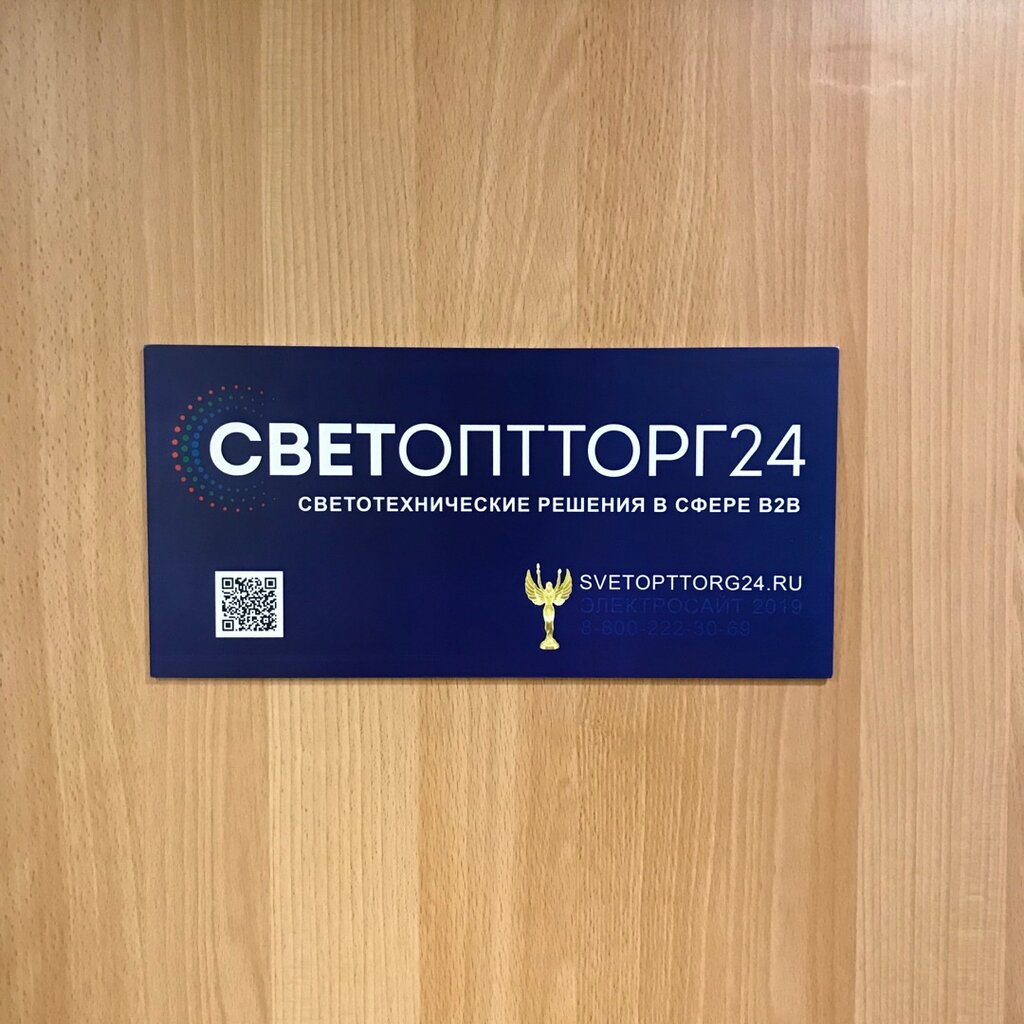 СВЕТОПТТОРГ24
СВЕТОТЕХНИЧЕСКИЕ РЕШЕНИЯ В СФЕРЕ B2B
SVETOPTTORG24.RU
ЭЛЕКТРОСАЙТ 2019
8-800-222-30-69